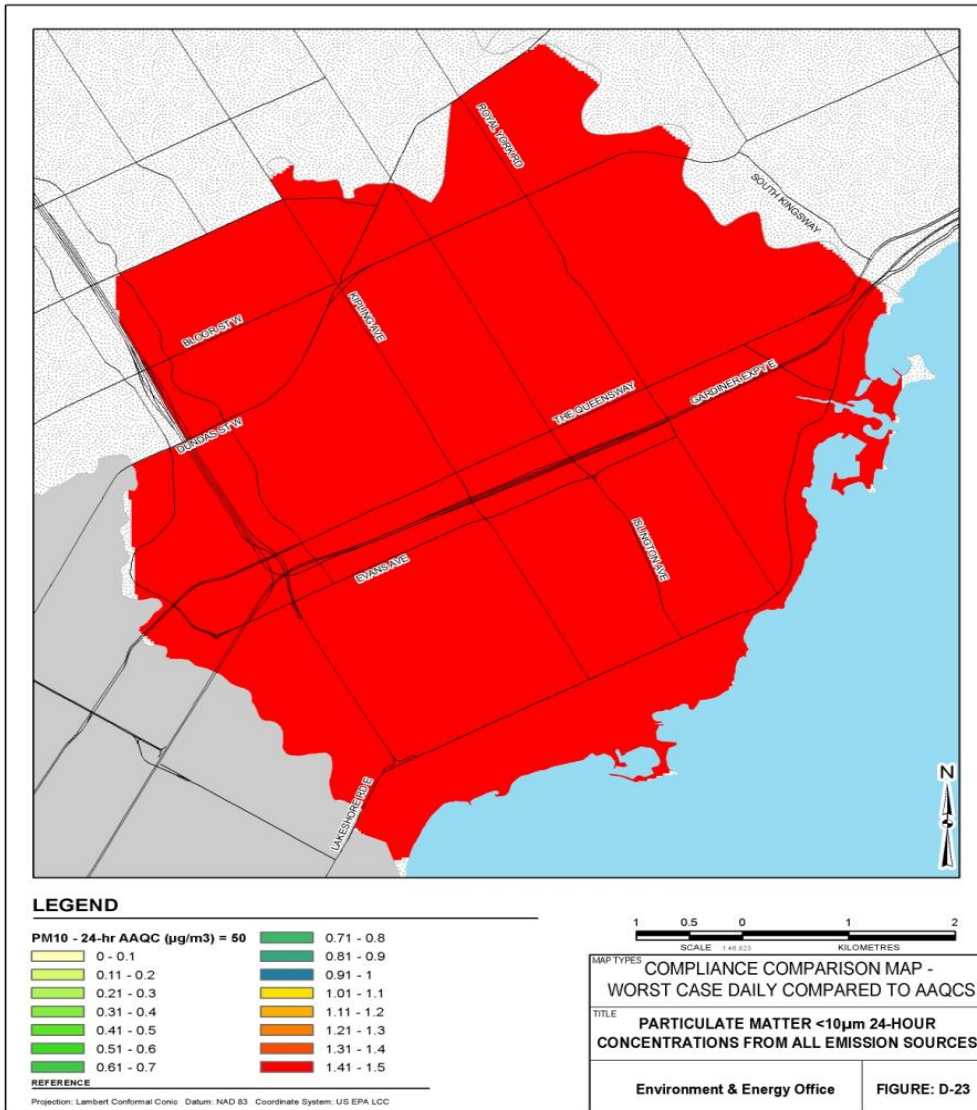 ROYAL YORK RD
SOUTH KINGSWAY
KIPLING AVE
BLOOR ST W
THE QUEENSWAY
GARDINER EXPY E
DUNDAS ST W
ISLINGTON AVE
EVANS AVE
LAKESHORE RD E
N
LEGEND
PM10 - 24-hr AAQC (µg/m3) = 50
0 - 0.1
0.11 - 0.2
0.21 - 0.3
0.31 - 0.4
0.41 - 0.5
0.51 - 0.6
0.61 - 0.7
0.71 - 0.8
0.81 - 0.9
0.91 - 1
1.01 - 1.1
1.11 - 1.2
1.21 - 1.3
1.31 - 1.4
1.41 - 1.5
REFERENCE
Projection: Lambert Conformal Conic Datum: NAD 83 Coordinate System: US EPA LCC
1 0.5 0 1 2
SCALE 1:46,823 KILOMETRES
MAP TYPES
COMPLIANCE COMPARISON MAP -
WORST CASE DAILY COMPARED TO AAQCS
TITLE
PARTICULATE MATTER <10µm 24-HOUR
CONCENTRATIONS FROM ALL EMISSION SOURCES
Environment & Energy Office
FIGURE: D-23